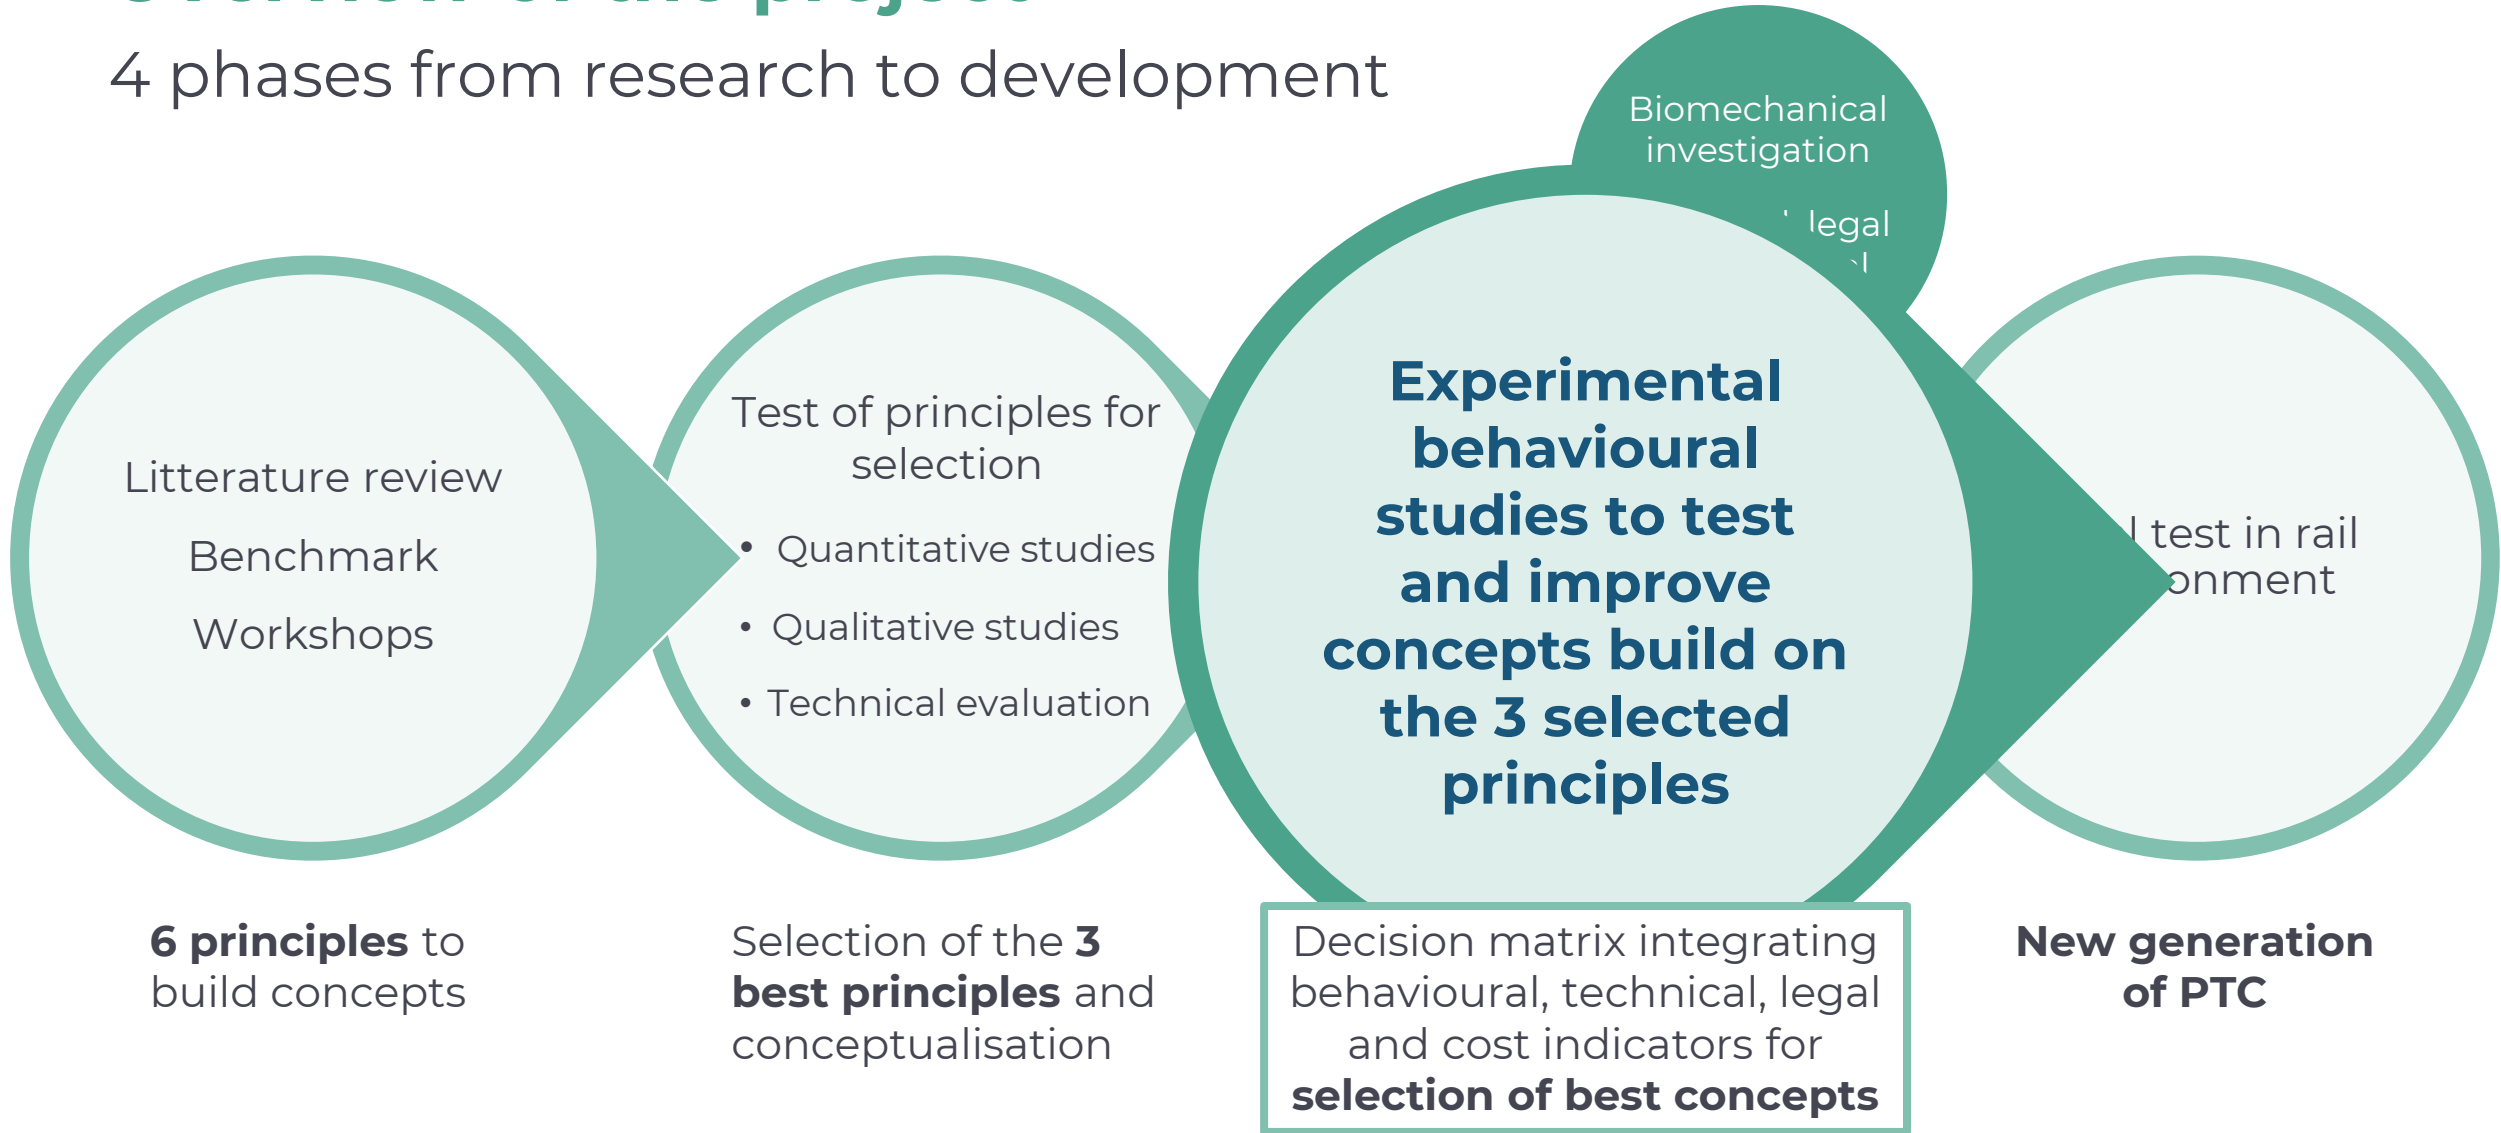 4 phases from research to development
Biomechanical
investigation
legal
Litterature review
Benchmark
Workshops
Test of principles for
selection
• Quantitative studies
• Qualitative studies
• Technical evaluation
Experimental
behavioural
studies to test
and improve
concepts build on
the 3 selected
principles
test in rail
6 principles to
build concepts
Selection of the 3
best principles and
conceptualisation
Decision matrix integrating
behavioural, technical, legal
and cost indicators for
selection of best concepts
New generation
of PTC